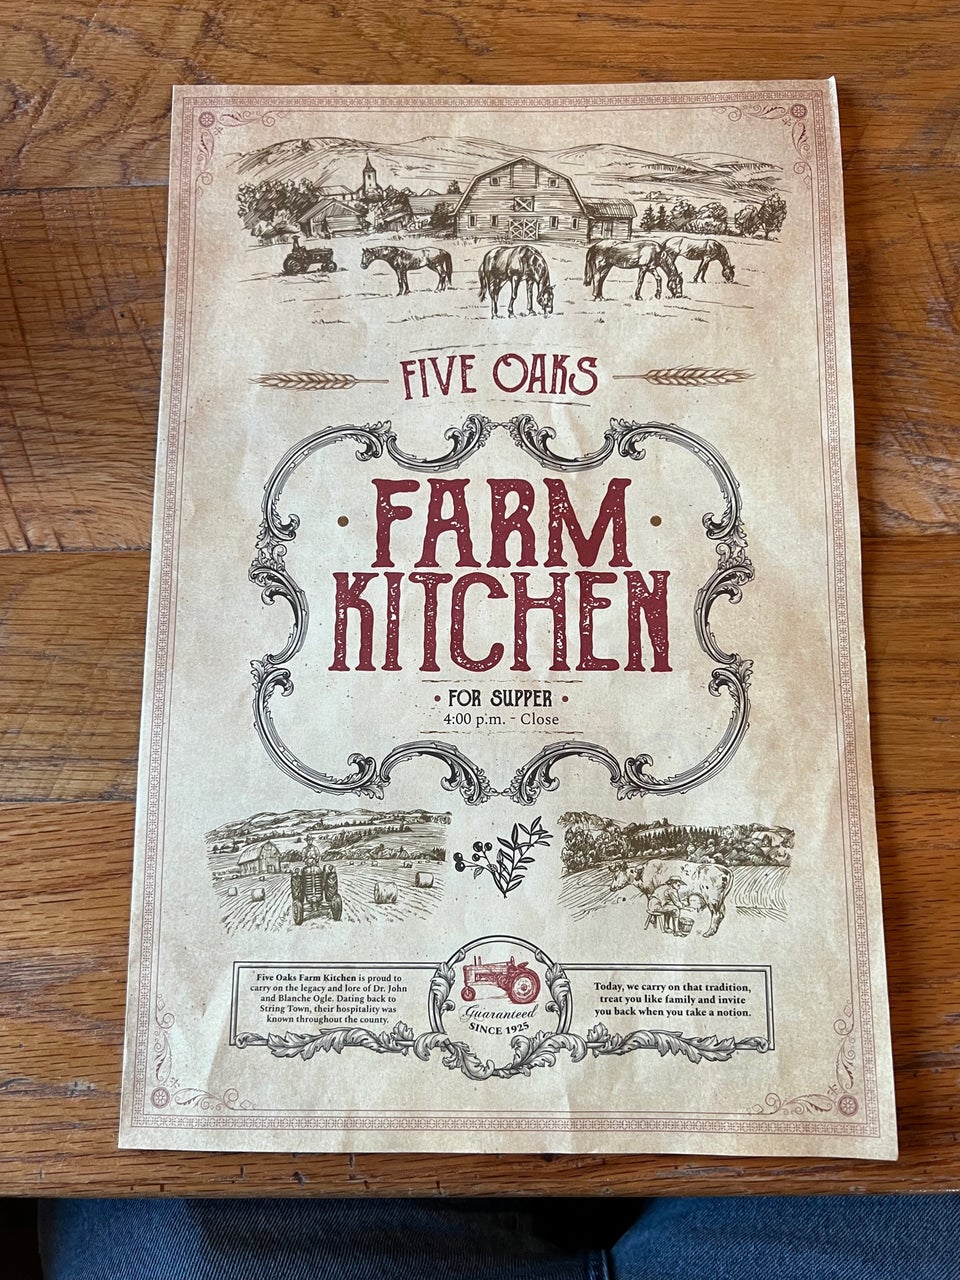 FIVE OAKS
FARM
KITCHEN
• FOR SUPPER •
4:00 p.m. - Close
Five Oaks Farm Kitchen is proud to
carry on the legacy and lore of Dr. John
and Blanche Ogle. Dating back to
String Town, their hospitality was
known throughout the county.
Guaranteed
SINCE 1925
Today, we carry on that tradition,
treat you like family and invite
you back when you take a notion.